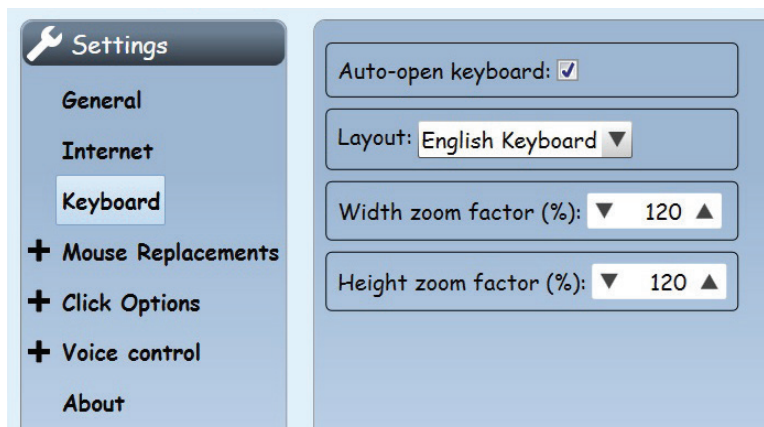 Settings
General
Internet
Keyboard
Mouse Replacements
Click Options
Voice control
About
Auto-open keyboard:
Layout: English Keyboard
Width zoom factor (%): 120
Height zoom factor (%): 120